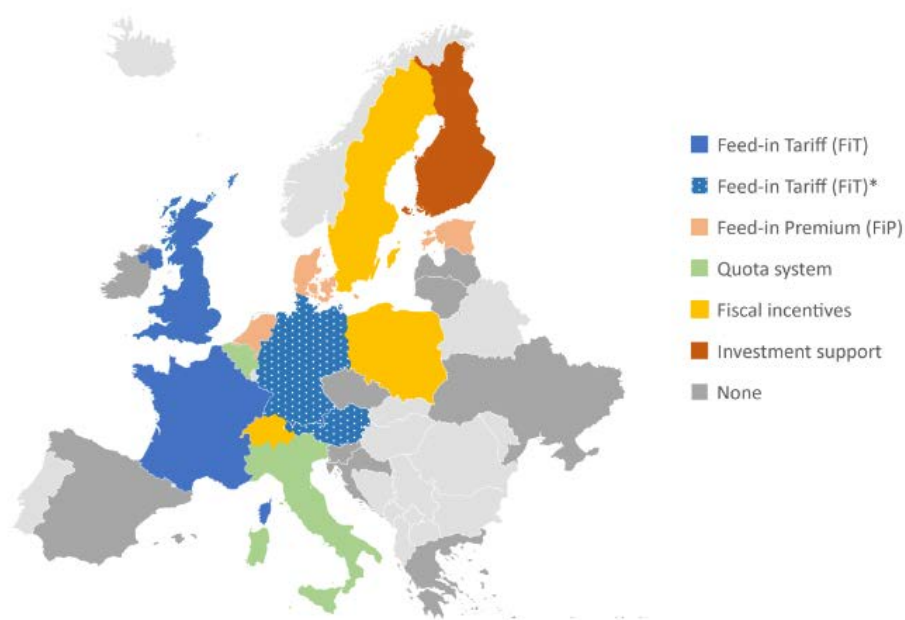 Feed-in Tariff (FiT)
Feed-in Tariff (FiT)*
Feed-in Premium (FiP)
Quota system
Fiscal incentives
Investment support
None